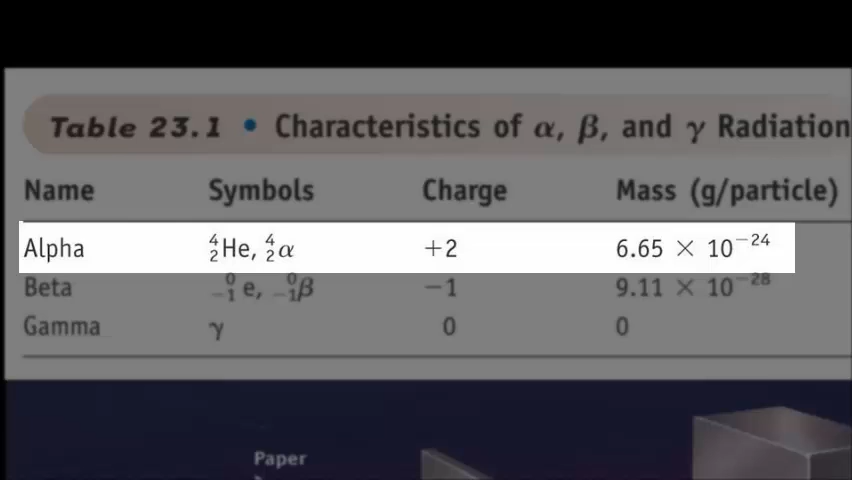 Table 23.1 • Characteristics of α, β, and γ Radiation
Name Symbols Charge Mass (g/particle)
Alpha ⁴₂He, ⁴₂α +2 6.65 × 10⁻²⁴
Beta ⁰₋₁e, ⁰₋₁β −1 9.11 × 10⁻²⁸
Gamma γ 0 0
Paper